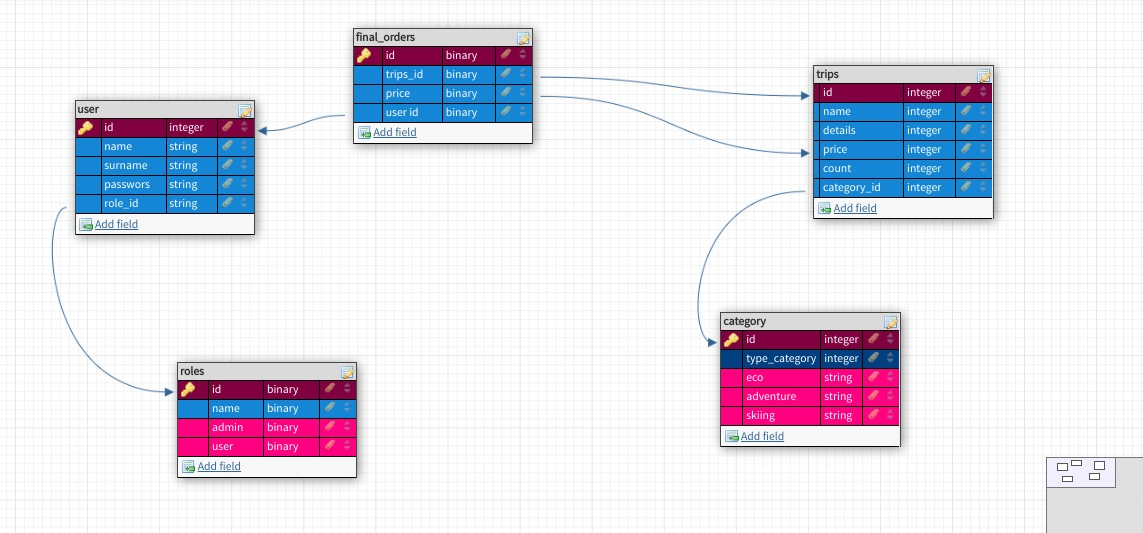 final_orders
id binary
trips_id binary
price binary
user id binary
Add field
user
id integer
name string
surname string
passwors string
role_id string
Add field
trips
id integer
name integer
details integer
price integer
count integer
category_id integer
Add field
roles
id binary
name binary
admin binary
user binary
Add field
category
id integer
type_category integer
eco string
adventure string
skiing string
Add field